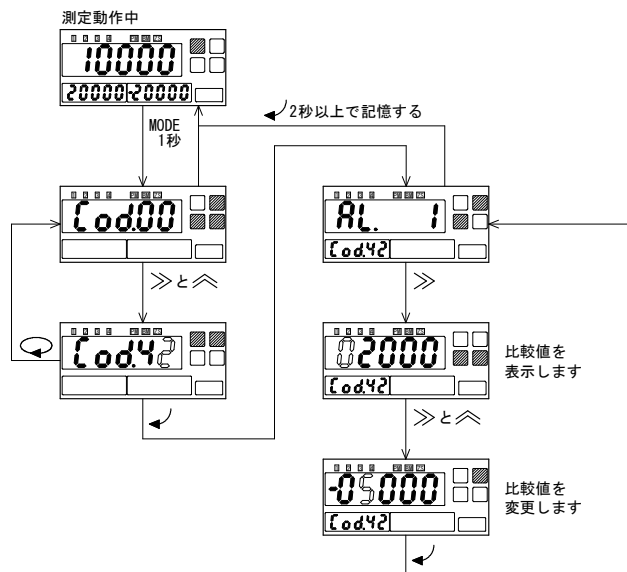 測定動作中
10000
20000 -20000
MODE
1秒
2秒以上で記憶する
Cod.00
と
Cod.42
AL. 1
Cod.42
02000
Cod.42
比較値を
表示します
と
-05000
Cod.42
比較値を
変更します